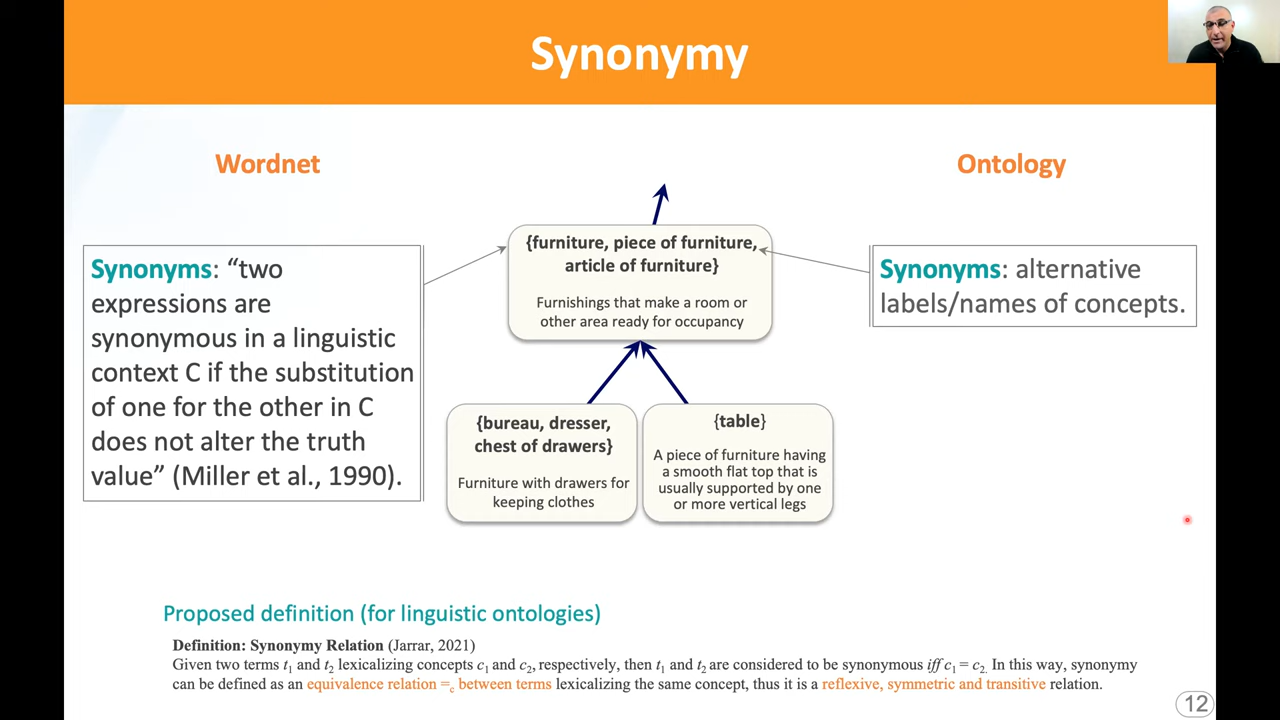 Synonymy
Wordnet
Ontology
Synonyms: “two
expressions are
synonymous in a linguistic
context C if the substitution
of one for the other in C
does not alter the truth
value” (Miller et al., 1990).
{furniture, piece of furniture,
article of furniture}
Furnishings that make a room or
other area ready for occupancy
Synonyms: alternative
labels/names of concepts.
{bureau, dresser,
chest of drawers}
Furniture with drawers for
keeping clothes
{table}
A piece of furniture having
a smooth flat top that is
usually supported by one
or more vertical legs
Proposed definition (for linguistic ontologies)
Definition: Synonymy Relation (Jarrar, 2021)
Given two terms t1 and t2 lexicalizing concepts c1 and c2, respectively, then t1 and t2 are considered to be synonymous iff c1 = c2. In this way, synonymy
can be defined as an equivalence relation =c between terms lexicalizing the same concept, thus it is a reflexive, symmetric and transitive relation.
12